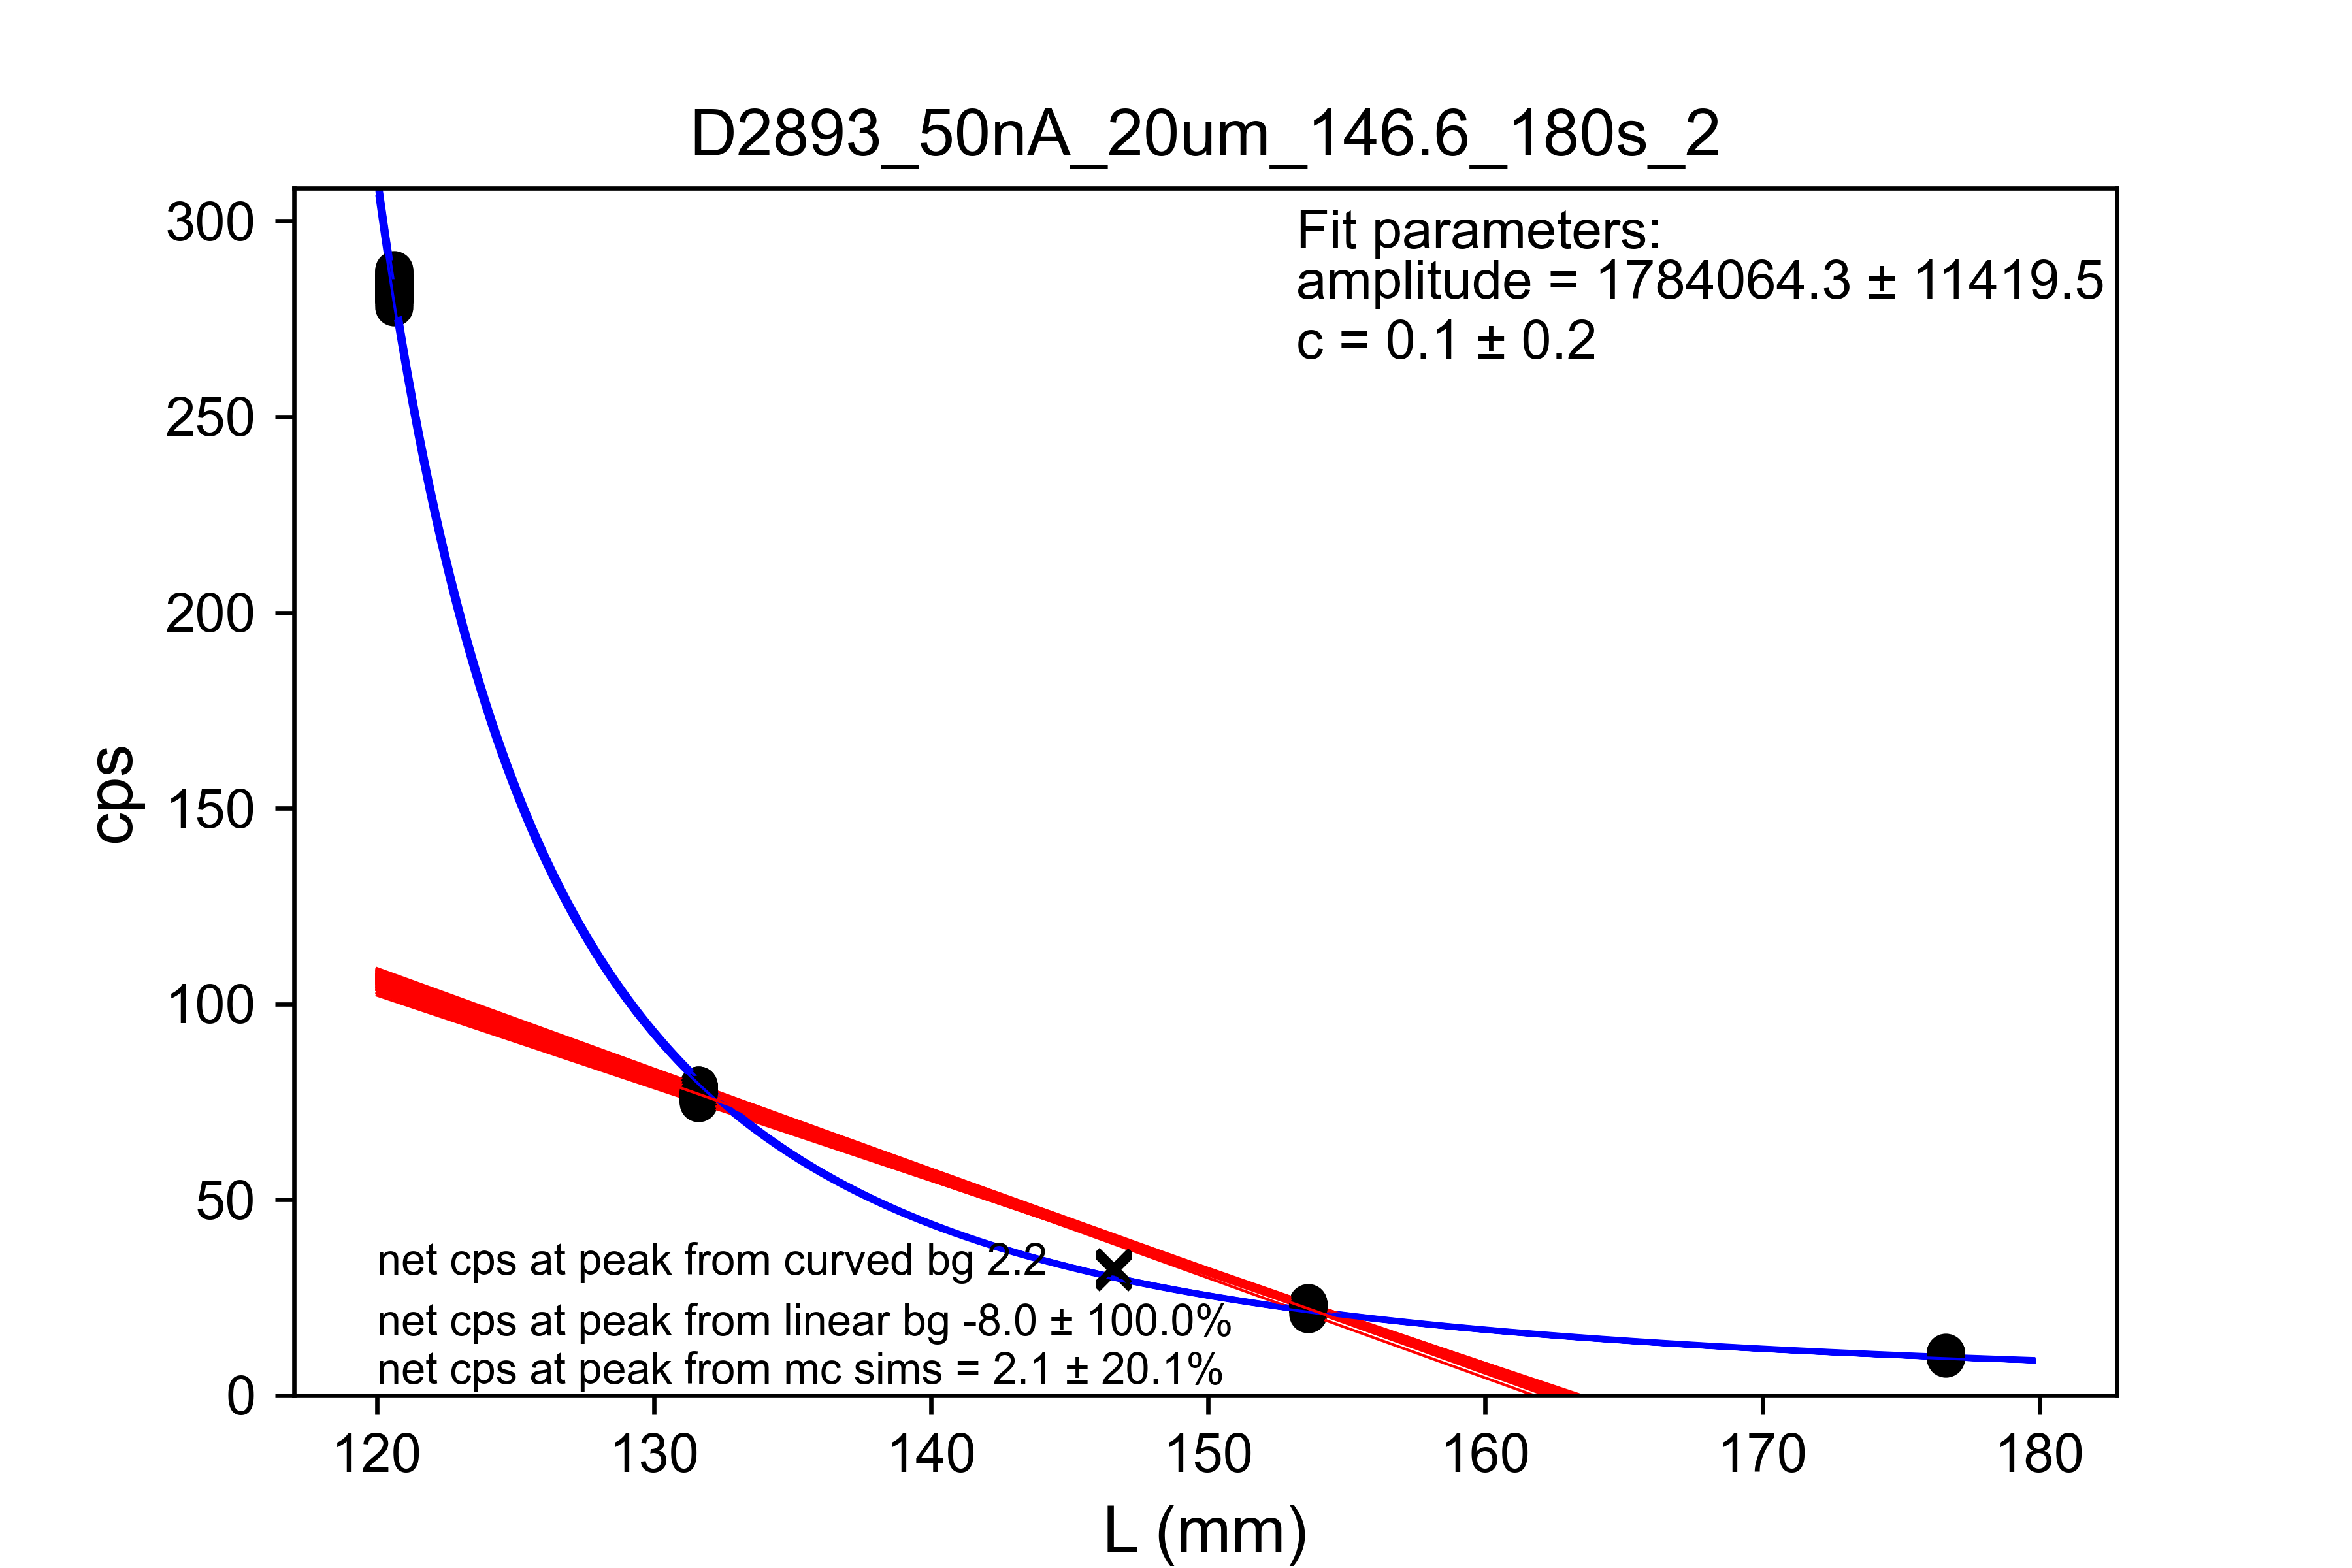 D2893_50nA_20um_146.6_180s_2
Fit parameters:
amplitude = 1784064.3 ± 11419.5
c = 0.1 ± 0.2
300
250
200
150
100
50
0
cps
net cps at peak from curved bg 2.2
net cps at peak from linear bg -8.0 ± 100.0%
net cps at peak from mc sims = 2.1 ± 20.1%
120 130 140 150 160 170 180
L (mm)